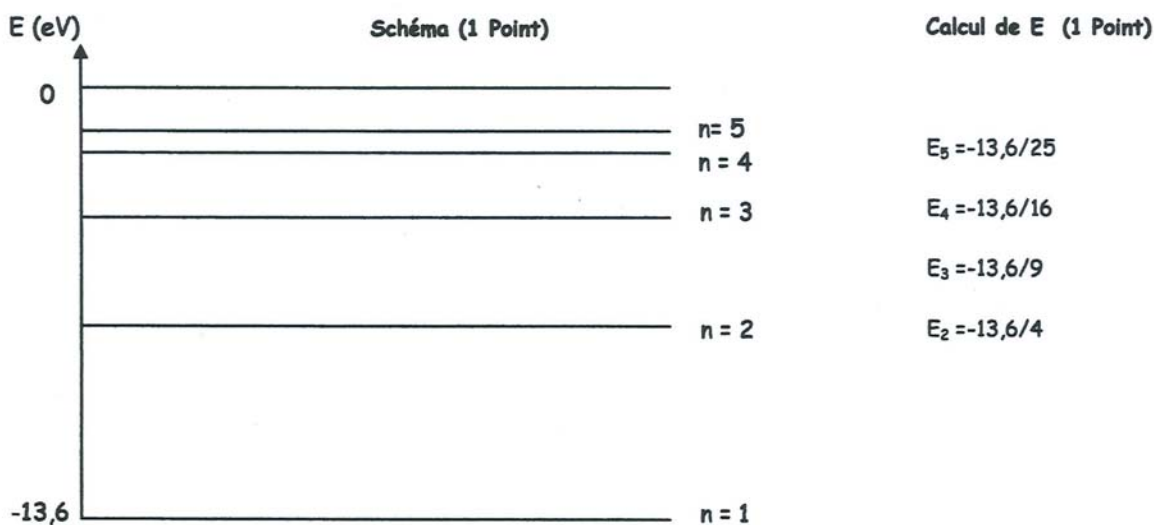 E (eV) Schéma (1 Point) Calcul de E (1 Point)
0
n= 5
n = 4 E₅ =-13,6/25
n = 3 E₄ =-13,6/16
E₃ =-13,6/9
n = 2 E₂ =-13,6/4
-13,6 n = 1